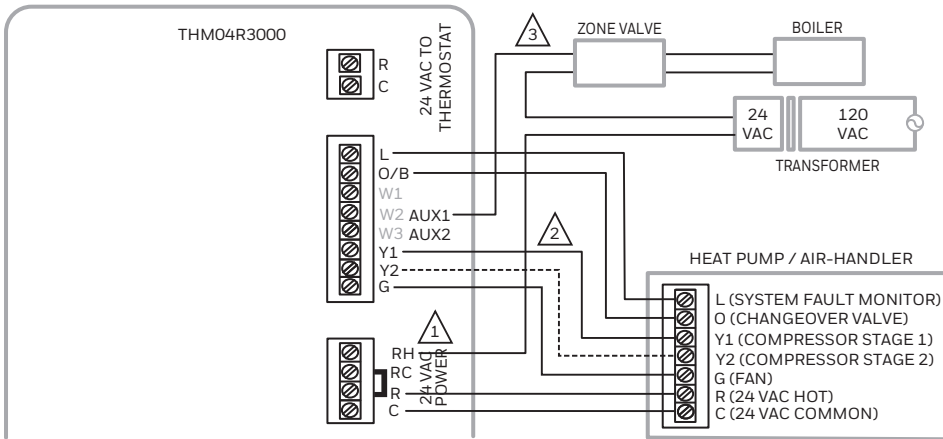 THM04R3000
R
C
24 VAC TO
THERMOSTAT
3
ZONE VALVE
BOILER
24
VAC
120
VAC
TRANSFORMER
L
O/B
W1
W2 AUX1
W3 AUX2
Y1
Y2
G
2
1
RH
RC
R
C
24 VAC
POWER
HEAT PUMP / AIR-HANDLER
L (SYSTEM FAULT MONITOR)
O (CHANGEOVER VALVE)
Y1 (COMPRESSOR STAGE 1)
Y2 (COMPRESSOR STAGE 2)
G (FAN)
R (24 VAC HOT)
C (24 VAC COMMON)